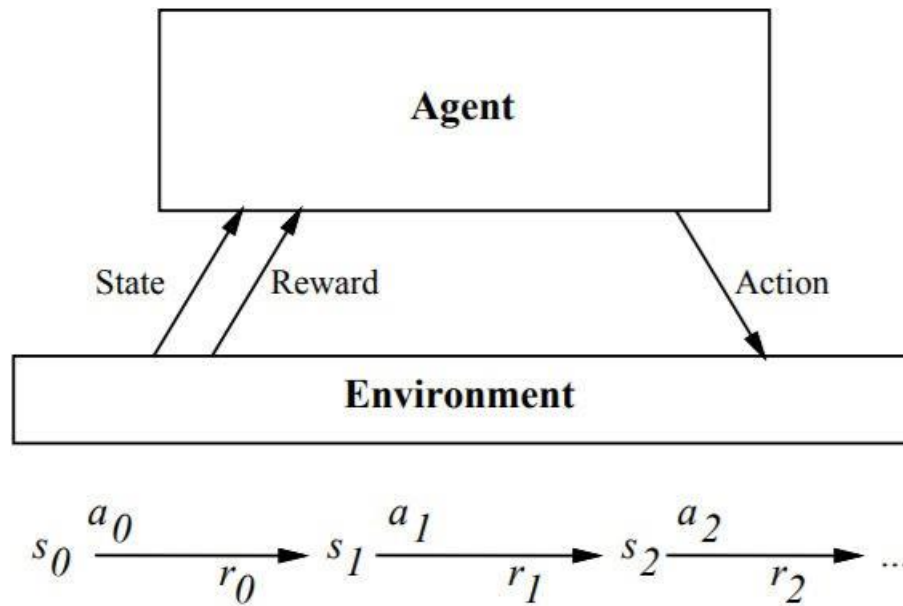 Agent
State Reward Action
Environment
a0 a1 a2
s0 s1 s2 ...
r0 r1 r2